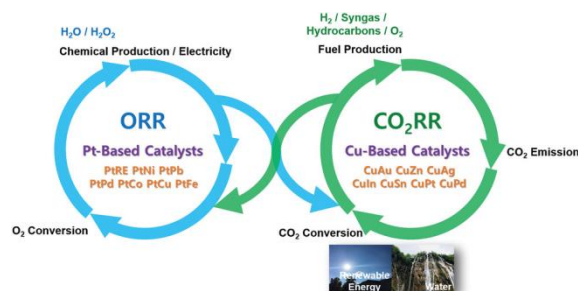 H₂O / H₂O₂
Chemical Production / Electricity
H₂ / Syngas /
Hydrocarbons / O₂
Fuel Production
ORR
Pt-Based Catalysts
PtRE PtNi PtPb
PtPd PtCo PtCu PtFe
CO₂RR
Cu-Based Catalysts
CuAu CuZn CuAg
CuIn CuSn CuPt CuPd
CO₂ Emission
O₂ Conversion
CO₂ Conversion
Renewable
Energy
Water